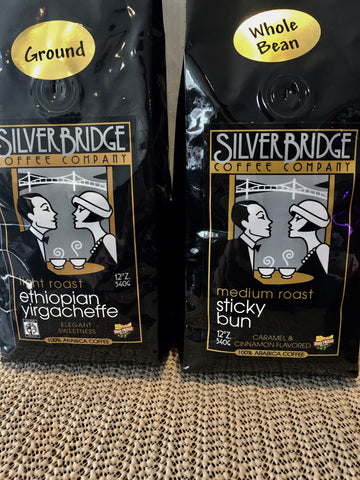 Ground
SILVERBRIDGE
COFFEE COMPANY
light roast
12oz.
340g
ethiopian
yirgacheffe
ELEGANT
SWEETNESS
100% ARABICA COFFEE
Whole
Bean
SILVERBRIDGE
COFFEE COMPANY
medium roast
sticky
bun
12oz.
340G
CARAMEL &
CINNAMON FLAVORED
100% ARABICA COFFEE